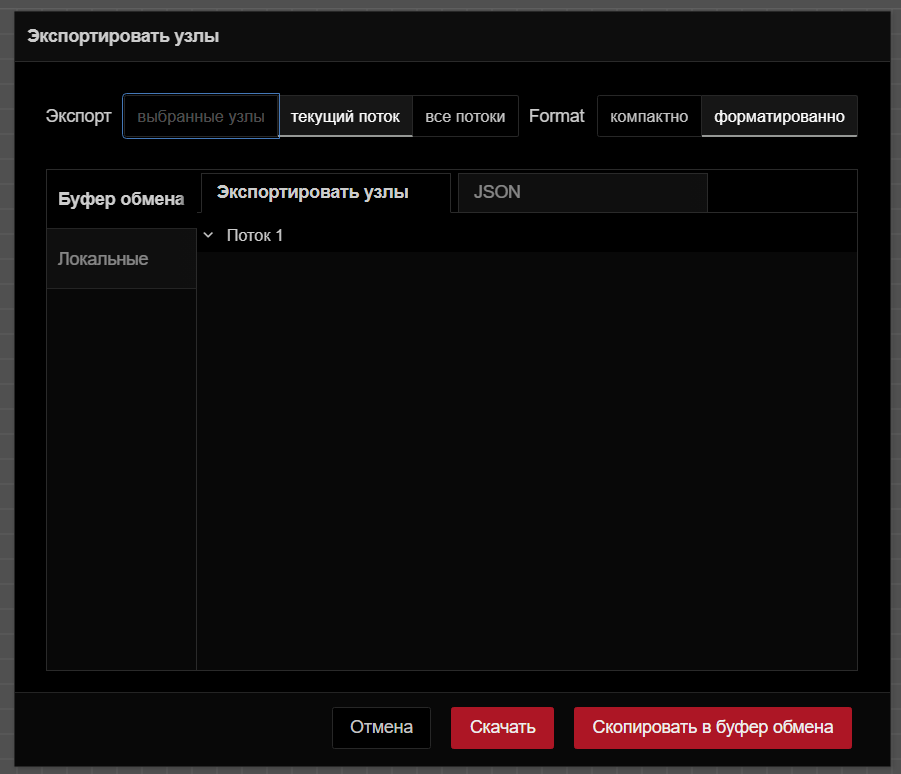 Экспортировать узлы
Экспорт выбранные узлы текущий поток все потоки Format компактно форматированно
Буфер обмена Экспортировать узлы JSON
Поток 1
Локальные
Отмена Скачать Скопировать в буфер обмена